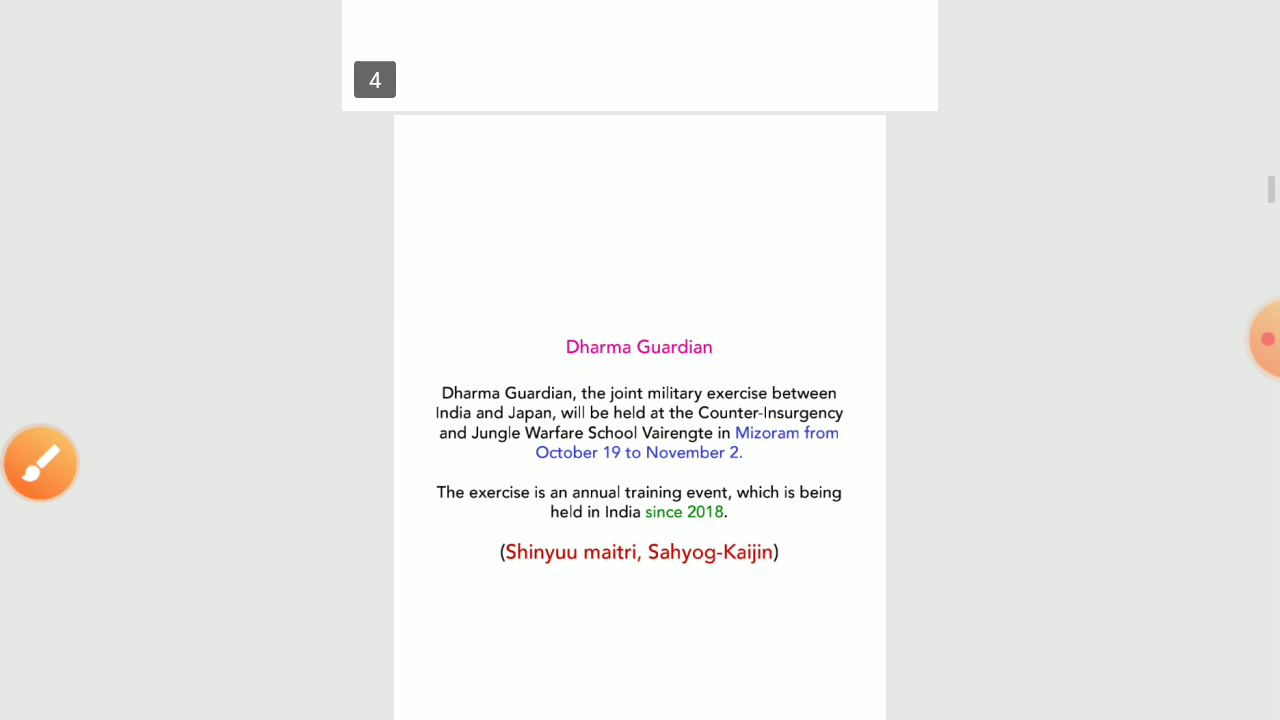 4
Dharma Guardian
Dharma Guardian, the joint military exercise between
India and Japan, will be held at the Counter-Insurgency
and Jungle Warfare School Vairengte in Mizoram from
October 19 to November 2.
The exercise is an annual training event, which is being
held in India since 2018.
(Shinyuu maitri, Sahyog-Kaijin)